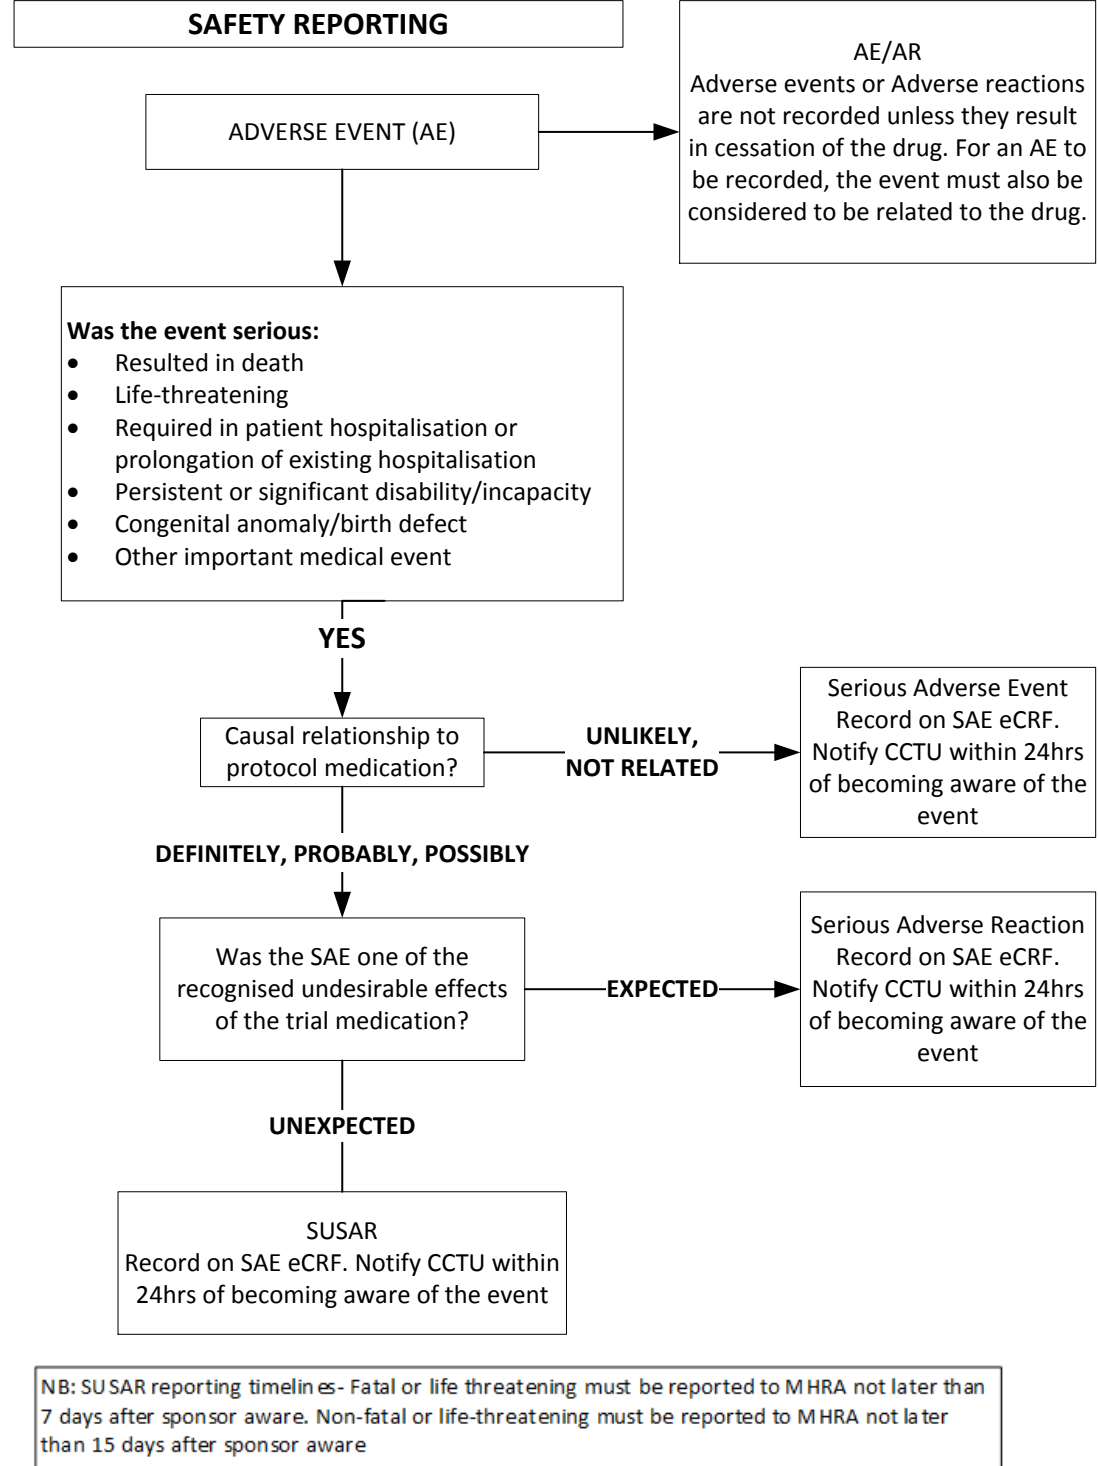 SAFETY REPORTING
ADVERSE EVENT (AE)
AE/AR
Adverse events or Adverse reactions
are not recorded unless they result
in cessation of the drug. For an AE to
be recorded, the event must also be
considered to be related to the drug.
Was the event serious:
• Resulted in death
• Life-threatening
• Required in patient hospitalisation or
prolongation of existing hospitalisation
• Persistent or significant disability/incapacity
• Congenital anomaly/birth defect
• Other important medical event
YES
Causal relationship to
protocol medication?
UNLIKELY,
NOT RELATED
Serious Adverse Event
Record on SAE eCRF.
Notify CCTU within 24hrs
of becoming aware of the
event
DEFINITELY, PROBABLY, POSSIBLY
Was the SAE one of the
recognised undesirable effects
of the trial medication?
EXPECTED
Serious Adverse Reaction
Record on SAE eCRF.
Notify CCTU within 24hrs
of becoming aware of the
event
UNEXPECTED
SUSAR
Record on SAE eCRF. Notify CCTU within
24hrs of becoming aware of the event
NB: SUSAR reporting timelines- Fatal or life threatening must be reported to MHRA not later than
7 days after sponsor aware. Non-fatal or life-threatening must be reported to MHRA not later
than 15 days after sponsor aware